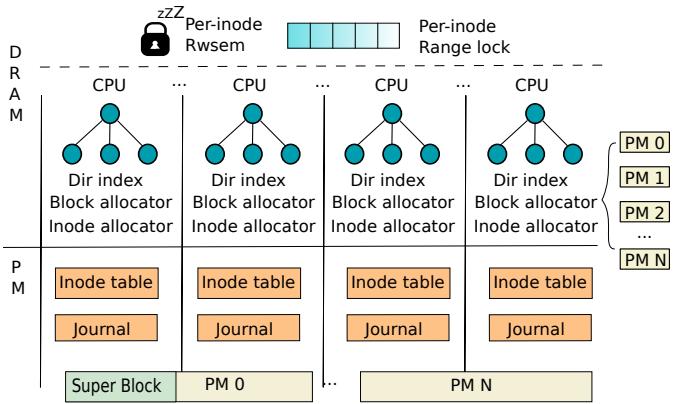 zZZ
Per-inode
Rwsem
Per-inode
Range lock
D
R
A
M
CPU ... CPU ... CPU ... CPU
Dir index Dir index Dir index Dir index
Block allocator Block allocator Block allocator Block allocator
Inode allocator Inode allocator Inode allocator Inode allocator
PM 0
PM 1
PM 2
...
PM N
P
M
Inode table Inode table Inode table Inode table
Journal Journal Journal Journal
Super Block PM 0 ... PM N